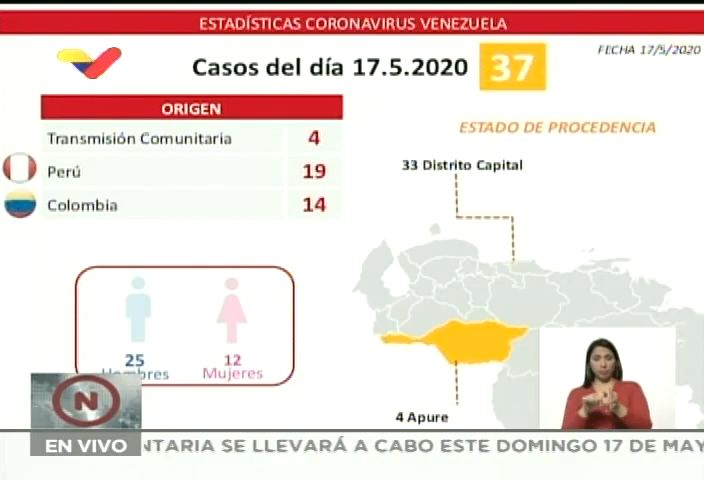 ESTADÍSTICAS CORONAVIRUS VENEZUELA
FECHA 17/5/2020
Casos del día 17.5.2020 37
ORIGEN
Transmisión Comunitaria 4
Perú 19
Colombia 14
ESTADO DE PROCEDENCIA
33 Distrito Capital
25 12
Hombres Mujeres
4 Apure
N
EN VIVO NTARIA SE LLEVARÁ A CABO ESTE DOMINGO 17 DE MAY